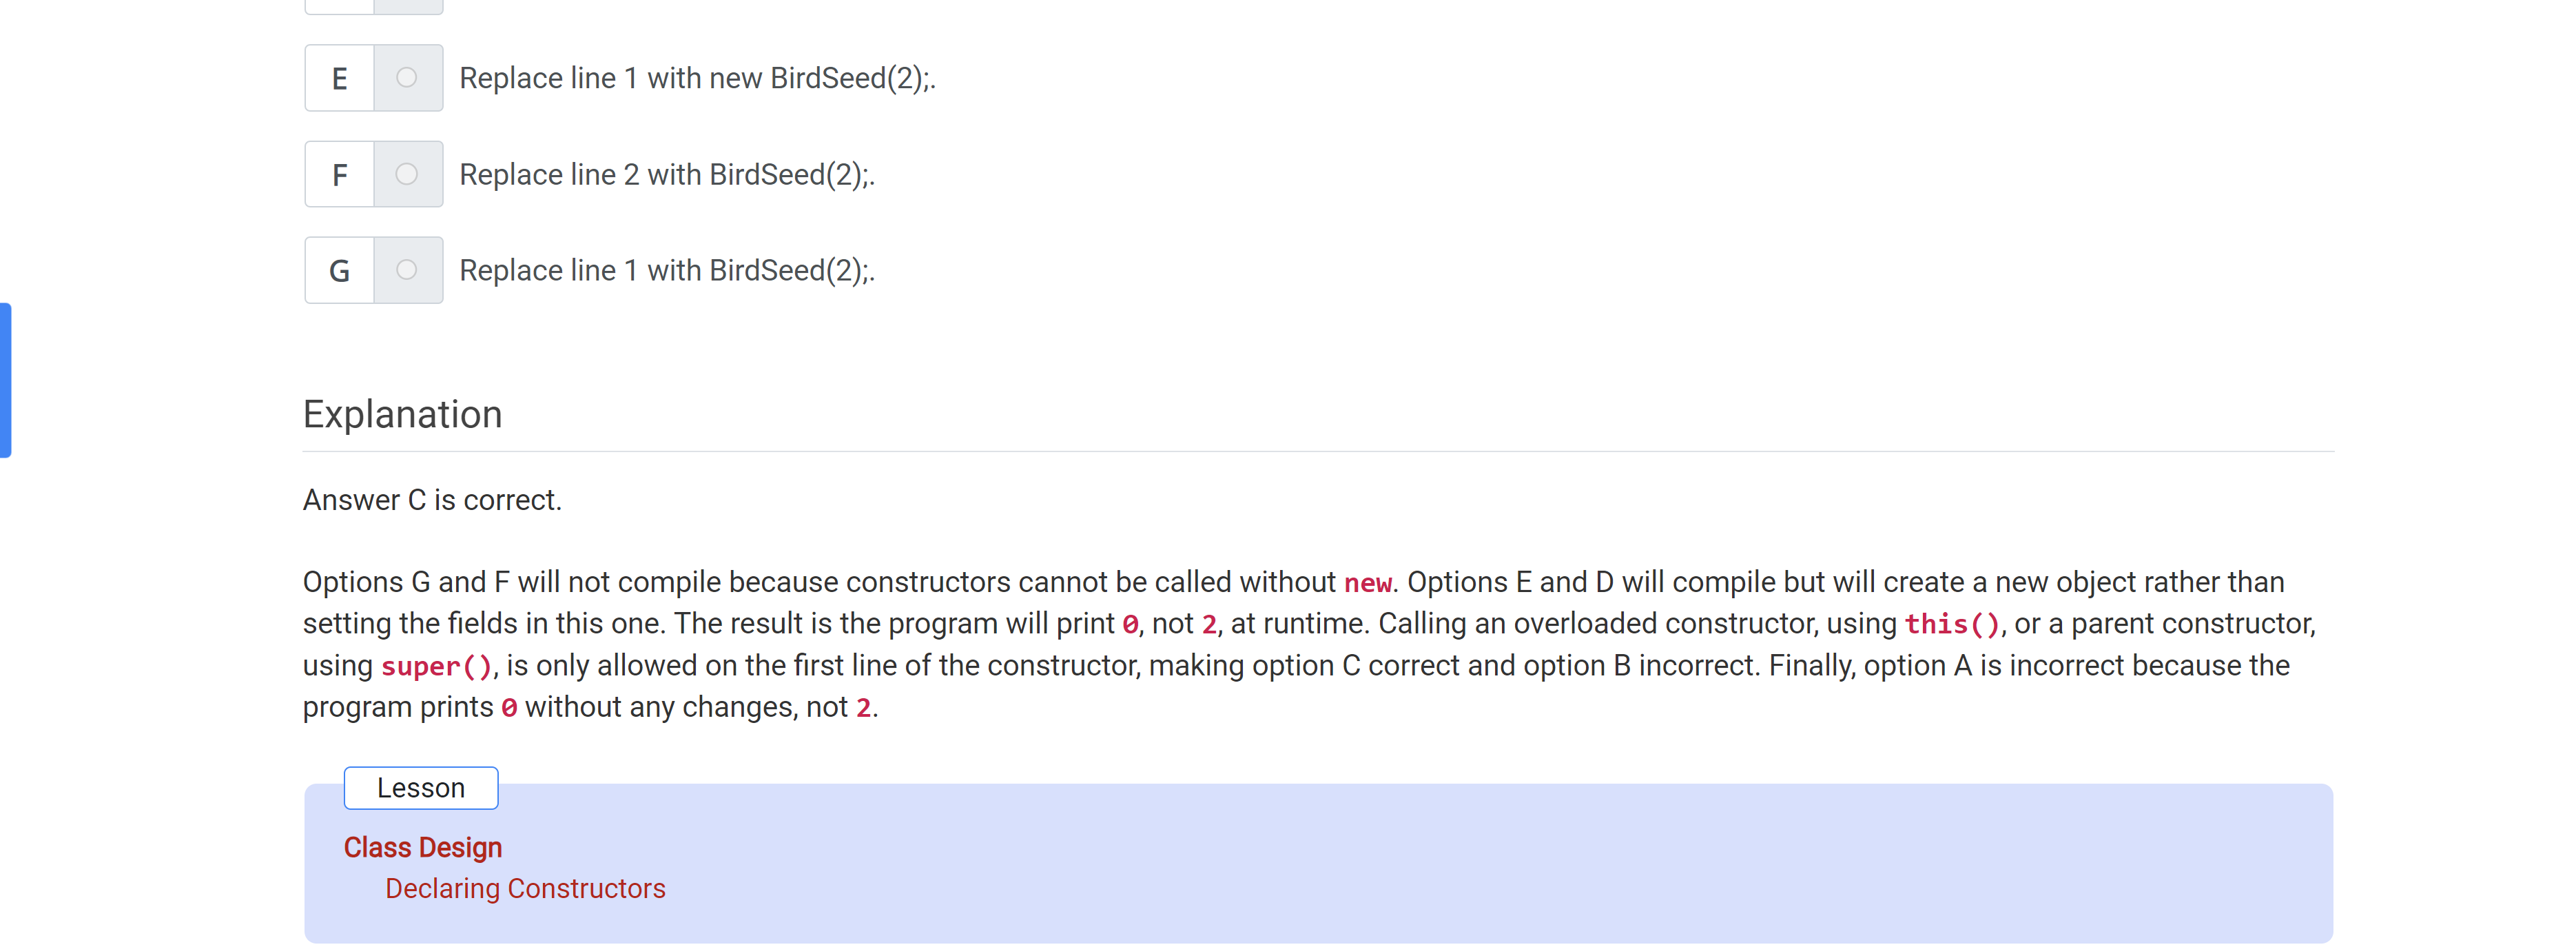 E Replace line 1 with new BirdSeed(2);.
F Replace line 2 with BirdSeed(2);.
G Replace line 1 with BirdSeed(2);.
Explanation
Answer C is correct.
Options G and F will not compile because constructors cannot be called without new. Options E and D will compile but will create a new object rather than
setting the fields in this one. The result is the program will print 0, not 2, at runtime. Calling an overloaded constructor, using this(), or a parent constructor,
using super(), is only allowed on the first line of the constructor, making option C correct and option B incorrect. Finally, option A is incorrect because the
program prints 0 without any changes, not 2.
Lesson
Class Design
Declaring Constructors